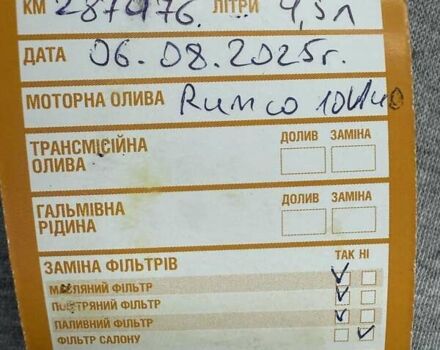 КМ 287976. ЛІТРИ 4,5л
ДАТА 06.08.2025г.
МОТОРНА ОЛИВА 10W40
ДОЛИВ ЗАМІНА
ТРАНСМІСІЙНА
ОЛИВА
ДОЛИВ ЗАМІНА
ГАЛЬМІВНА
РІДИНА
ЗАМІНА ФІЛЬТРІВ ТАК НІ
МАСЛЯНИЙ ФІЛЬТР
ПОВІТРЯНИЙ ФІЛЬТР
ПАЛИВНИЙ ФІЛЬТР
ФІЛЬТР САЛОНУ